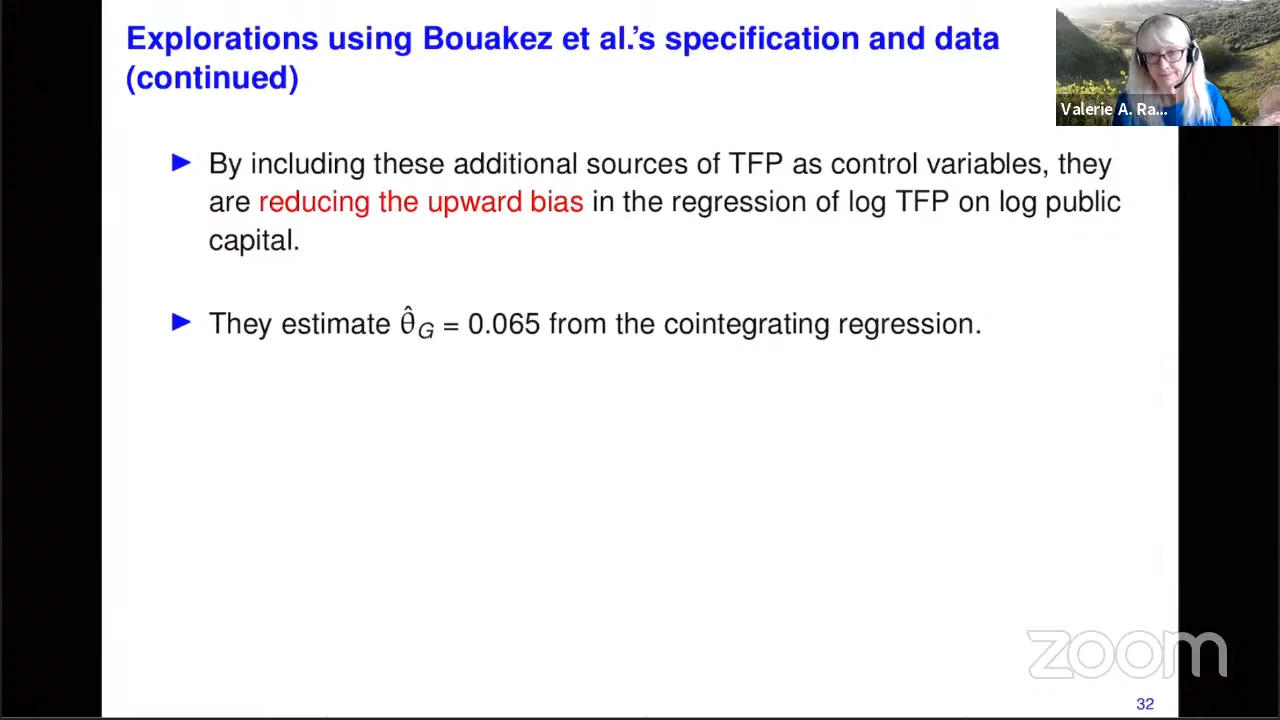 Explorations using Bouakez et al.'s specification and data
(continued)
Valerie A. Ra...
▶ By including these additional sources of TFP as control variables, they
are reducing the upward bias in the regression of log TFP on log public
capital.
▶ They estimate θ̂_G = 0.065 from the cointegrating regression.
zoom
32